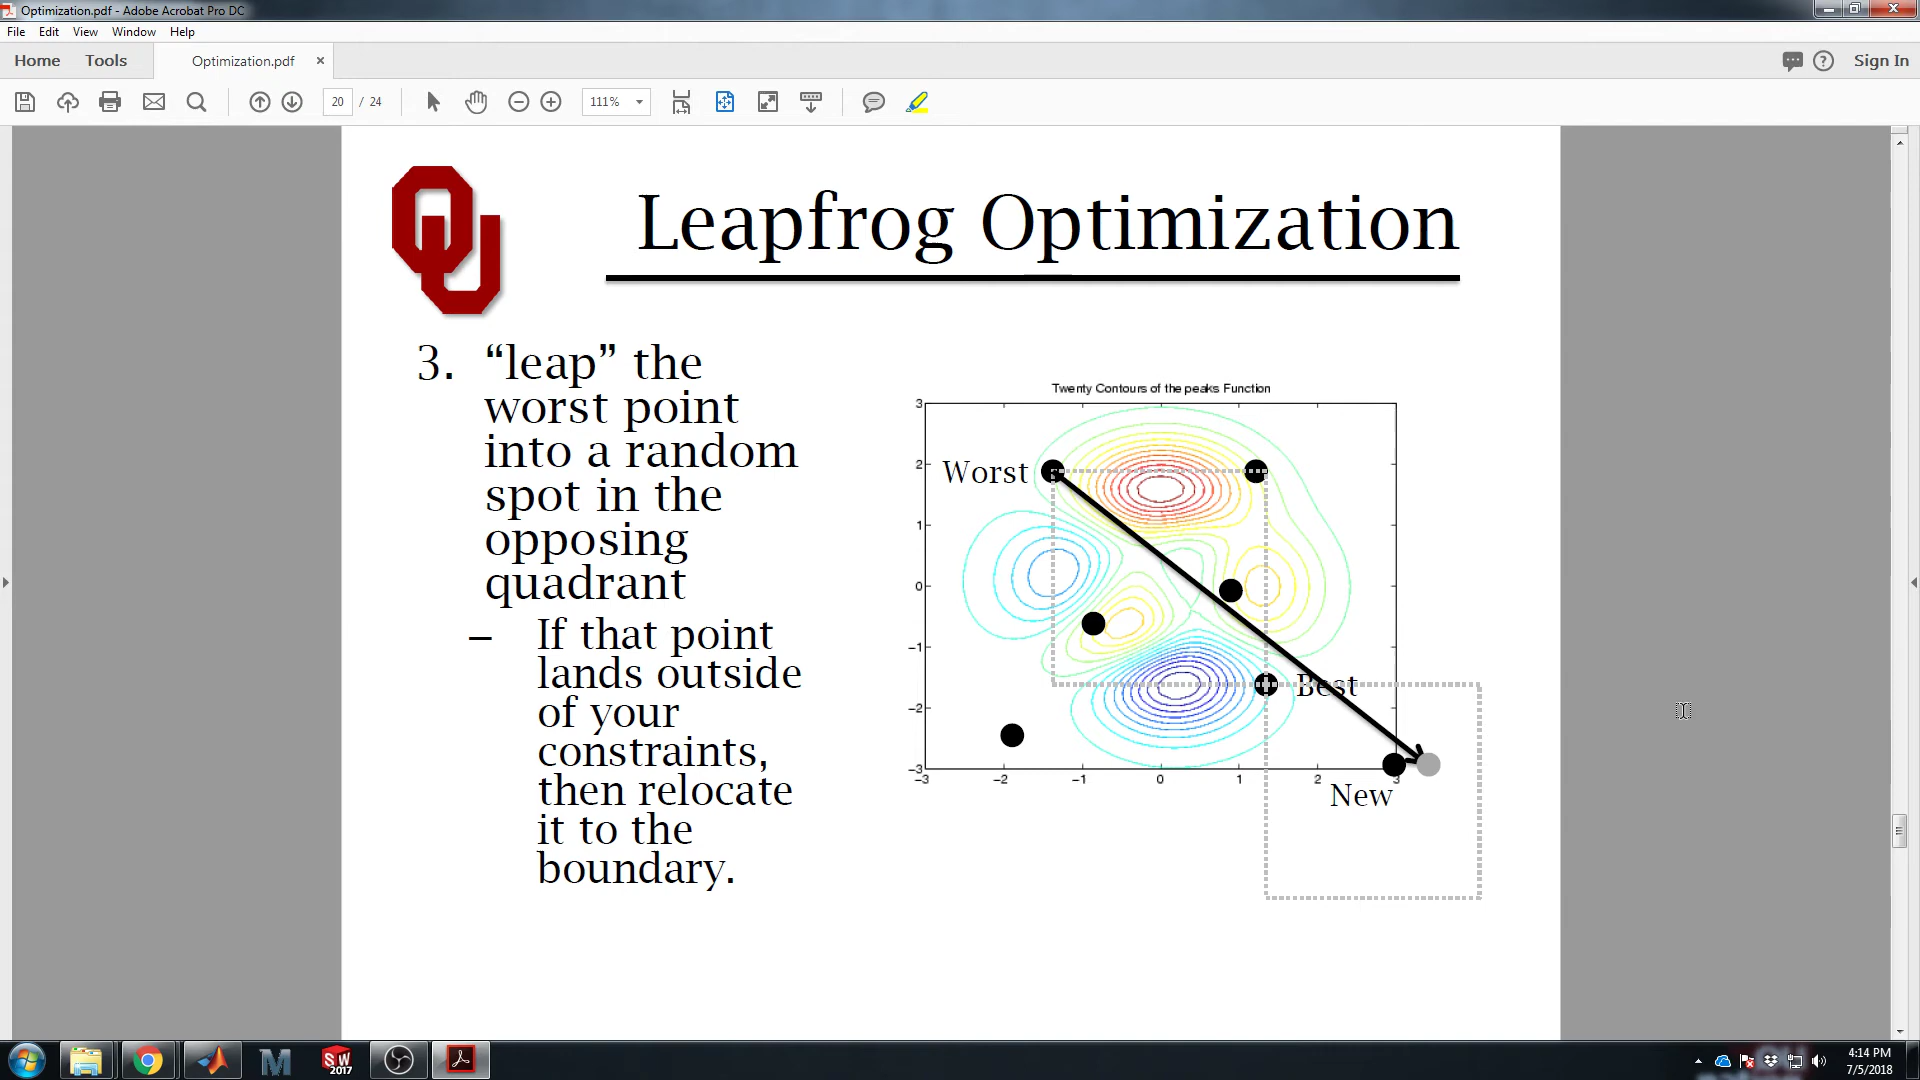 Optimization.pdf - Adobe Acrobat Pro DC
File Edit View Window Help
Home Tools Optimization.pdf × Sign In
20 / 24 111%
OU
Leapfrog Optimization
3. “leap” the
worst point
into a random
spot in the
opposing
quadrant
– If that point
lands outside
of your
constraints,
then relocate
it to the
boundary.
Twenty Contours of the peaks Function
3
2
1
0
−1
−2
−3
−3 −2 −1 0 1 2 3
Worst
Best
New
SW
2017
4:14 PM
7/5/2018